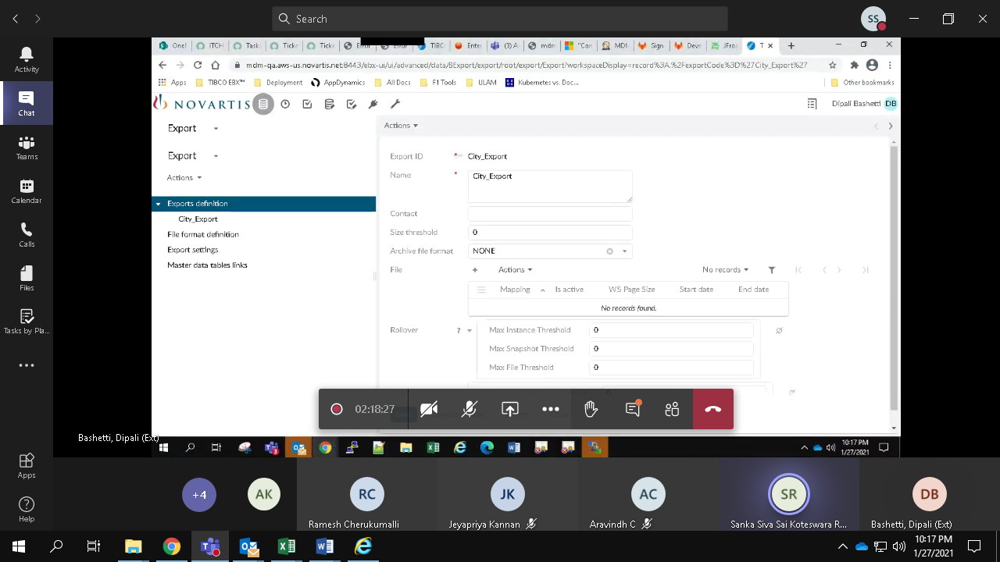 Search
SS
Activity
Chat
Teams
Calendar
Calls
Files
Tasks by Pla...
Apps
Help
OneI
ITCH
Task
Ticke
Ticke
Ticke
Error
Error
TIBC
Enter
(3) A
mdm
"Con
MDM
Sign
Deve
JFro
T
mdm-qa.aws-us.novartis.net:8443/ebx-ui/ui/advanced/data/BExport/export/root/export/Export?workspaceDisplay=record%3A.%2FexportCode%3D%27City_Export%27
Apps
TIBCO EBX™
Deployment
AppDynamics
All Docs
F1 Tools
ULAM
Kubernetes vs. Doc...
Other bookmarks
NOVARTIS
Dipali Bashetti
DB
Export
Export
Actions
Exports definition
City_Export
File format definition
Export settings
Master data tables links
Actions
Export ID
City_Export
Name
City_Export
Contact
Size threshold
0
Archive file format
NONE
File
Actions
No records
Mapping
Is active
WS Page Size
Start date
End date
No records found.
Rollover
?
Max Instance Threshold
0
Max Snapshot Threshold
0
Max File Threshold
0
02:18:27
Bashetti, Dipali (Ext)
10:17 PM
1/27/2021
+4
AK
RC
Ramesh Cherukumalli
JK
Jeyapriya Kannan
AC
Aravindh C
SR
Sanka Siva Sai Koteswara R...
DB
Bashetti, Dipali (Ext)
10:17 PM
1/27/2021